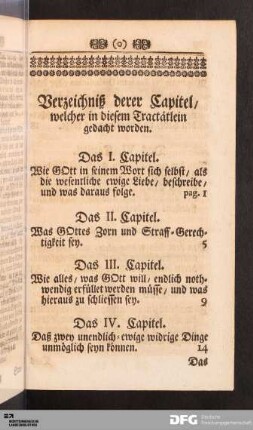 (o)
Verzeichniß derer Capitel/
welcher in diesem Tractätlein
gedacht worden.
Das I. Capitel.
Wie GOtt in seinem Wort sich selbst, als
die wesentliche ewige Liebe, beschreibe,
und was daraus folge. pag. 1
Das II. Capitel.
Was GOttes Zorn und Straff-Gerech-
tigkeit sey. 5
Das III. Capitel.
Wie alles, was GOtt will, endlich noth-
wendig erfüllet werden müsse, und was
hieraus zu schliessen sey. 9
Das IV. Capitel.
Daß zwey unendlich-ewige widrige Dinge
unmöglich seyn können. 14
Das
DFG Deutsche
Forschungsgemeinschaft